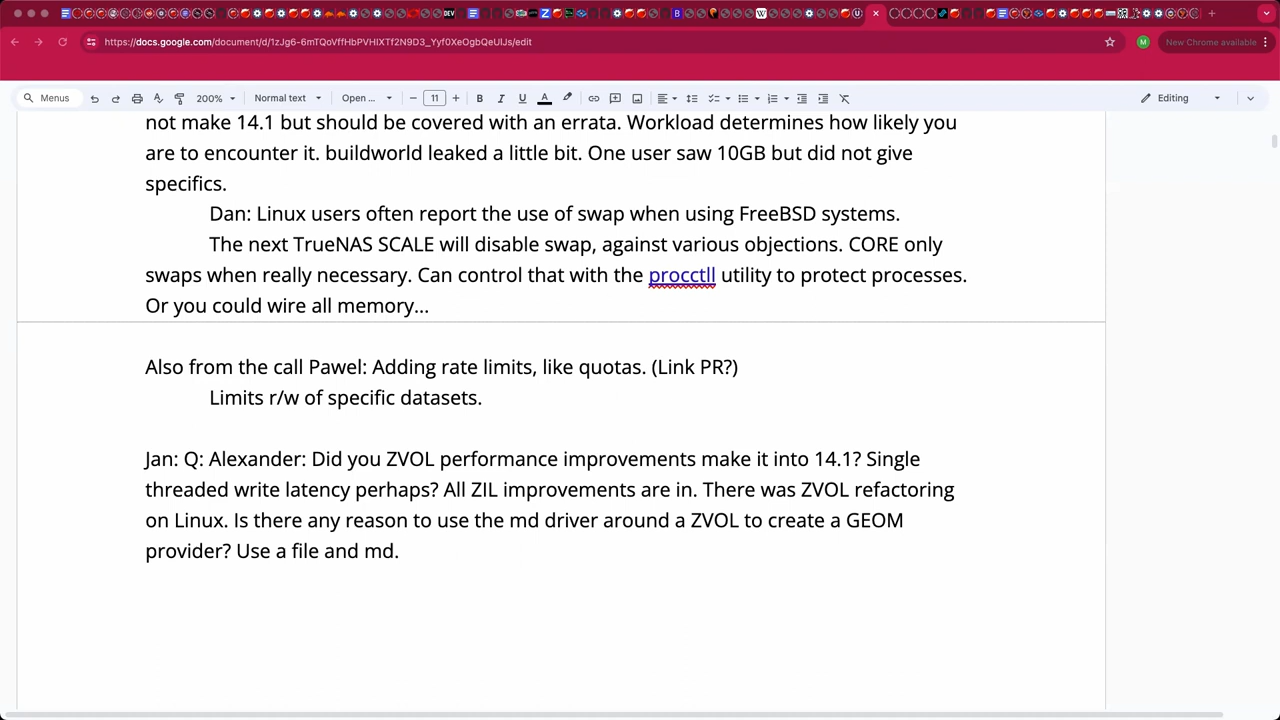 DEV
https://docs.google.com/document/d/1zJg6-6mTQoVffHbPVHIXTf2N9D3_Yyf0XeOgbQeUIJs/edit
M
New Chrome available
Menus
200%
Normal text
Open ...
11
B
I
U
A
Editing
not make 14.1 but should be covered with an errata. Workload determines how likely you
are to encounter it. buildworld leaked a little bit. One user saw 10GB but did not give
specifics.
Dan: Linux users often report the use of swap when using FreeBSD systems.
The next TrueNAS SCALE will disable swap, against various objections. CORE only
swaps when really necessary. Can control that with the procctll utility to protect processes.
Or you could wire all memory...
Also from the call Pawel: Adding rate limits, like quotas. (Link PR?)
Limits r/w of specific datasets.
Jan: Q: Alexander: Did you ZVOL performance improvements make it into 14.1? Single
threaded write latency perhaps? All ZIL improvements are in. There was ZVOL refactoring
on Linux. Is there any reason to use the md driver around a ZVOL to create a GEOM
provider? Use a file and md.